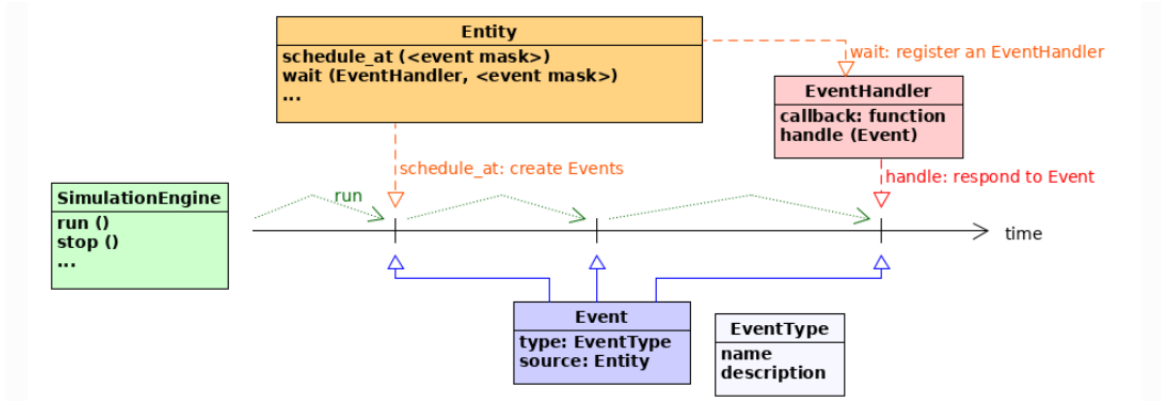 Entity
schedule_at (<event mask>)
wait (EventHandler, <event mask>)
...
wait: register an EventHandler
EventHandler
callback: function
handle (Event)
schedule_at: create Events
handle: respond to Event
SimulationEngine
run ()
stop ()
...
run
time
Event
type: EventType
source: Entity
EventType
name
description